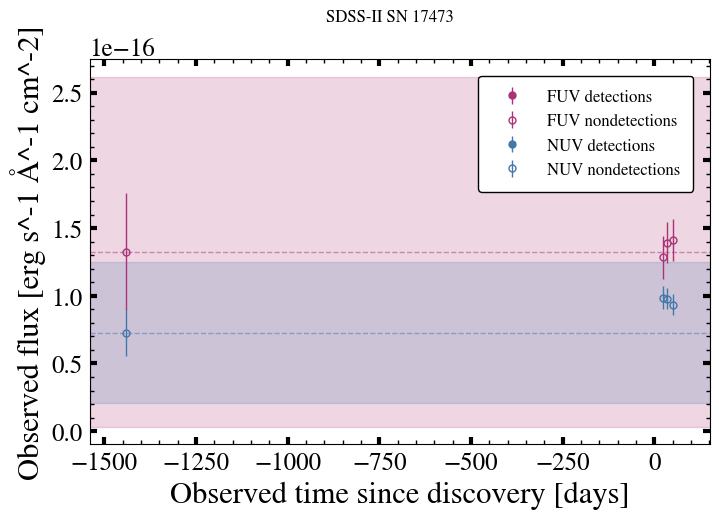 SDSS-II SN 17473
1e−16
Observed flux [erg s^-1 Å^-1 cm^-2]
2.5
2.0
1.5
1.0
0.5
0.0
FUV detections
FUV nondetections
NUV detections
NUV nondetections
−1500 −1250 −1000 −750 −500 −250 0
Observed time since discovery [days]